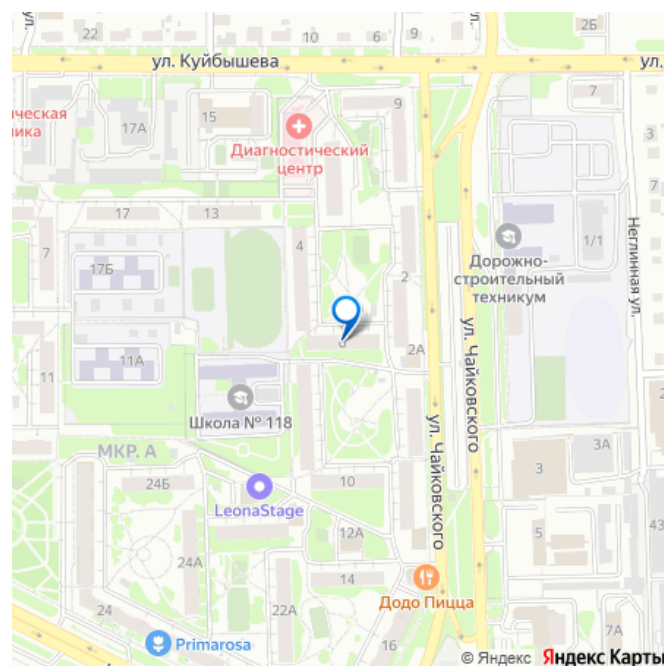 ул.
10
6
9
2Б
ул. Куйбышева
ул.
ическая
ника
17А
15
9
7
Диагностический
центр
7
17
13
Неглинная ул.
4
1/1
7
17Б
2
Дорожно-
строительный
техникум
11
11А
2А
ул. Чайковского
ул. Чайковского
Школа № 118
МКР. А
3А
3
24Б
10
LeonaStage
5
43
12А
24А
14
Додо Пицца
24
22А
16
Primarosa
© Яндекс Яндекс Карты